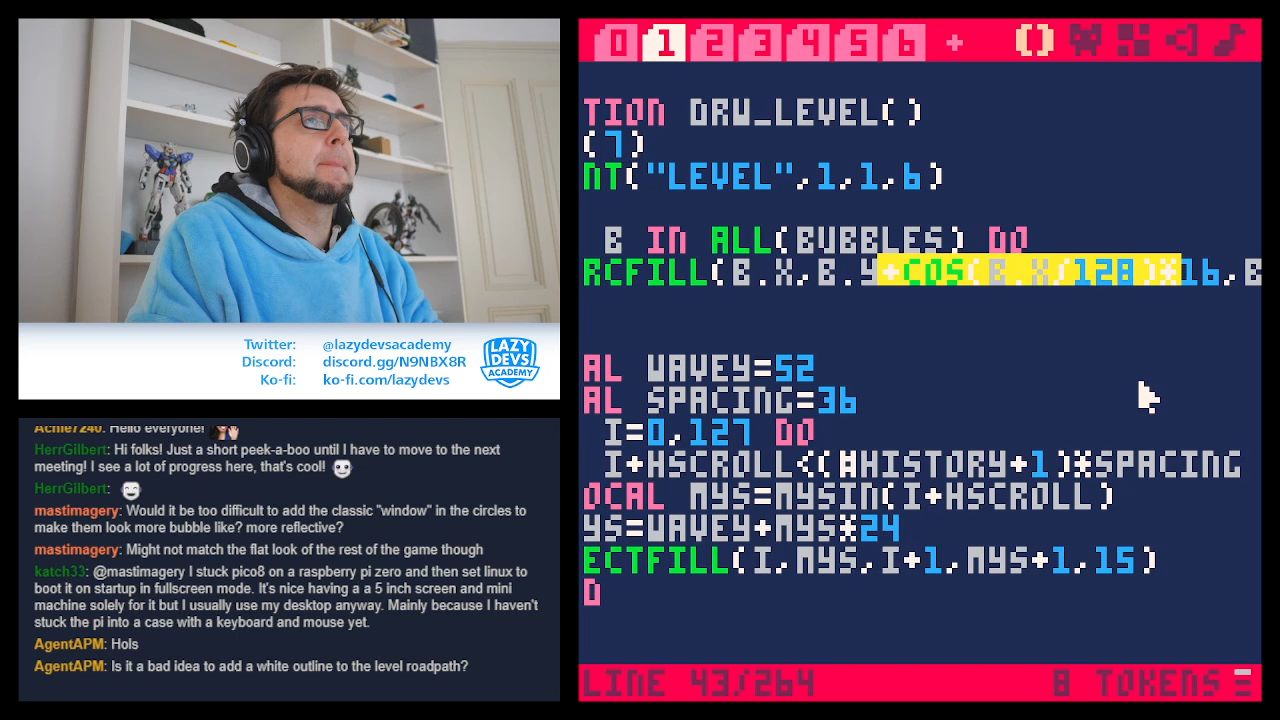 Twitter: @lazydevsacademy
Discord: discord.gg/N9NBX8R
Ko-fi: ko-fi.com/lazydevs
LAZY
DEVS
ACADEMY
Acme7240: Hello everyone!
HerrGilbert: Hi folks! Just a short peek-a-boo until I have to move to the next
meeting! I see a lot of progress here, that's cool!
HerrGilbert:
mastimagery: Would it be too difficult to add the classic "window" in the circles to
make them look more bubble like? more reflective?
mastimagery: Might not match the flat look of the rest of the game though
katch33: @mastimagery I stuck pico8 on a raspberry pi zero and then set linux to
boot it on startup in fullscreen mode. It's nice having a a 5 inch screen and mini
machine solely for it but I usually use my desktop anyway. Mainly because I haven't
stuck the pi into a case with a keyboard and mouse yet.
AgentAPM: Hols
AgentAPM: Is it a bad idea to add a white outline to the level roadpath?
0 1 2 3 4 5 6 + ()
TION DRW_LEVEL()
(7)
NT("LEVEL",1,1,6)
B IN ALL(BUBBLES) DO
RCFILL(B.X,B.Y+COS(B.X/128)*16,B
AL WAVEY=52
AL SPACING=36
I=0,127 DO
I+HSCROLL<(#HISTORY+1)*SPACING
OCAL MYS=MYSIN(I+HSCROLL)
YS=WAVEY+MYS*24
ECTFILL(I,MYS,I+1,MYS+1,15)
D
LINE 43/264 8 TOKENS